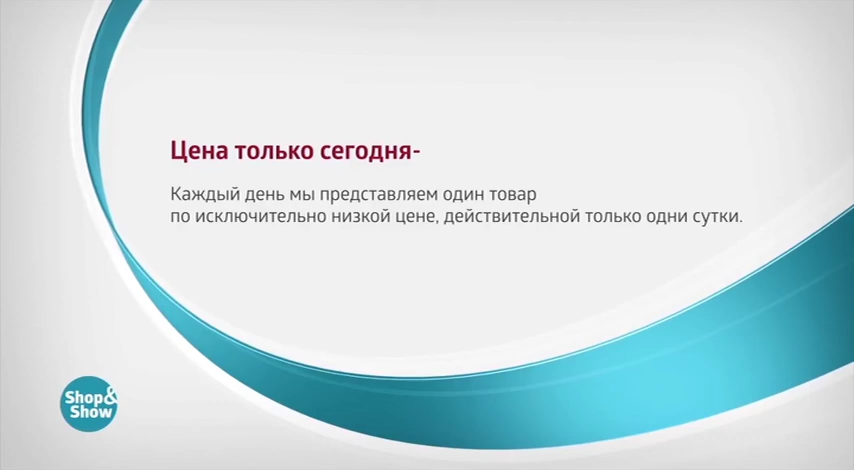 Цена только сегодня-
Каждый день мы представляем один товар
по исключительно низкой цене, действительной только одни сутки.
Shop&
Show